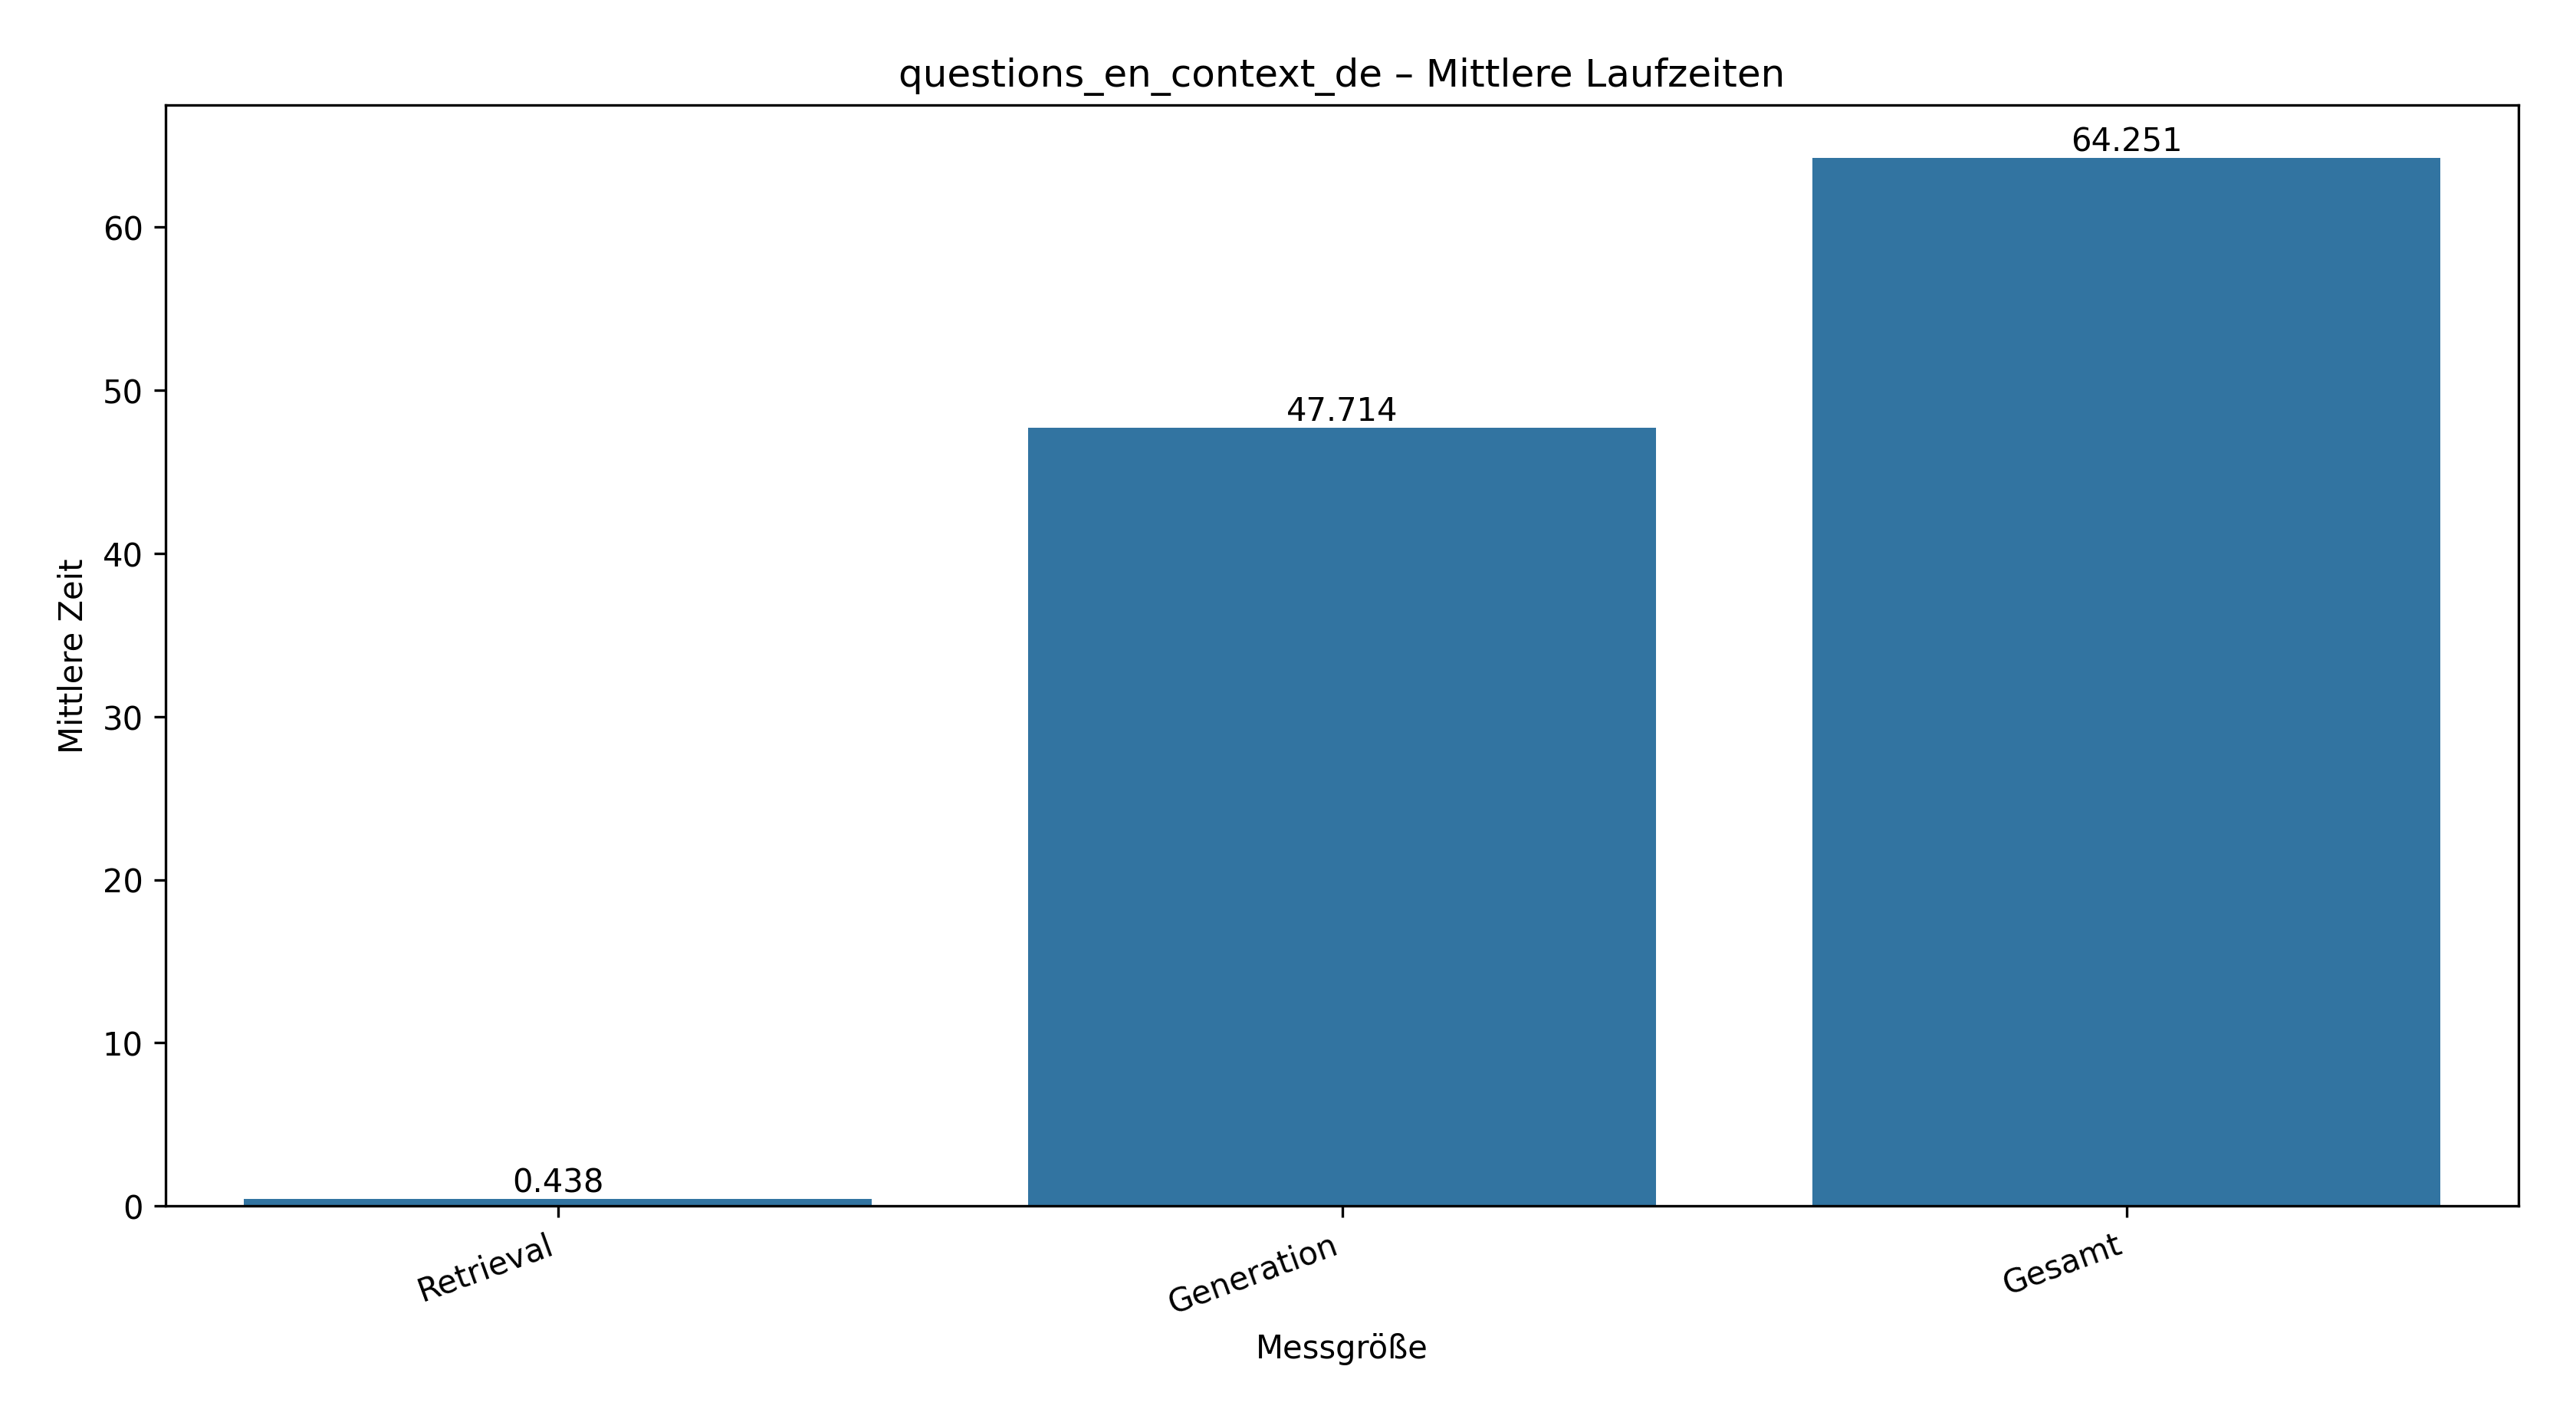 questions_en_context_de – Mittlere Laufzeiten
Mittlere Zeit
60
50
40
30
20
10
0
0.438
47.714
64.251
Retrieval
Generation
Gesamt
Messgröße